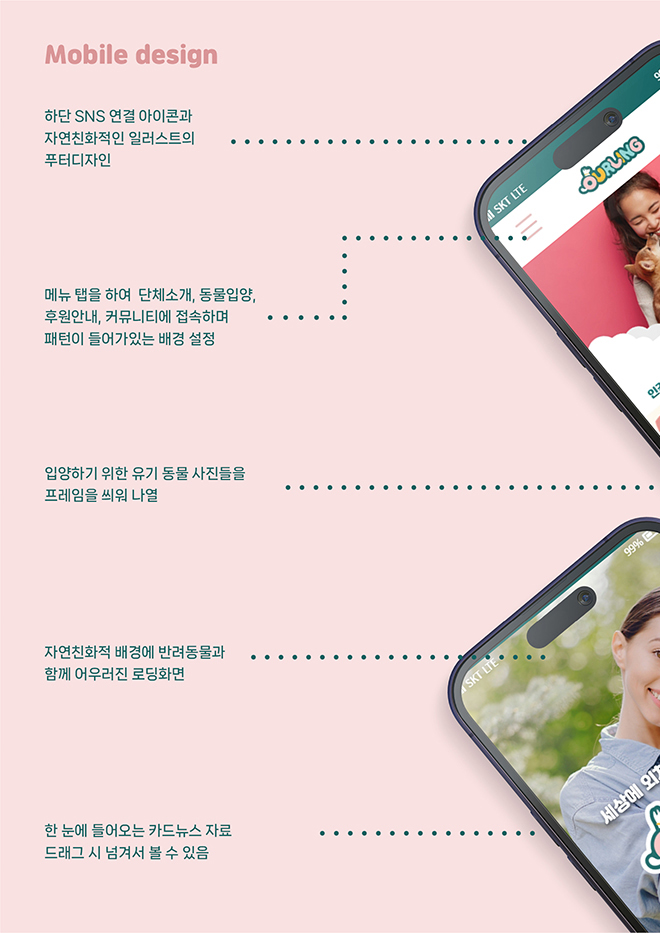 Mobile design
하단 SNS 연결 아이콘과
자연친화적인 일러스트의
푸터디자인
SKT LTE
OURUNG
메뉴 탭을 하여  단체소개, 동물입양,
후원안내, 커뮤니티에 접속하며
패턴이 들어가있는 배경 설정
입양하기 위한 유기 동물 사진들을
프레임을 씌워 나열
99%
자연친화적 배경에 반려동물과
함께 어우러진 로딩화면
SKT LTE
세상에
한 눈에 들어오는 카드뉴스 자료
드래그 시 넘겨서 볼 수 있음